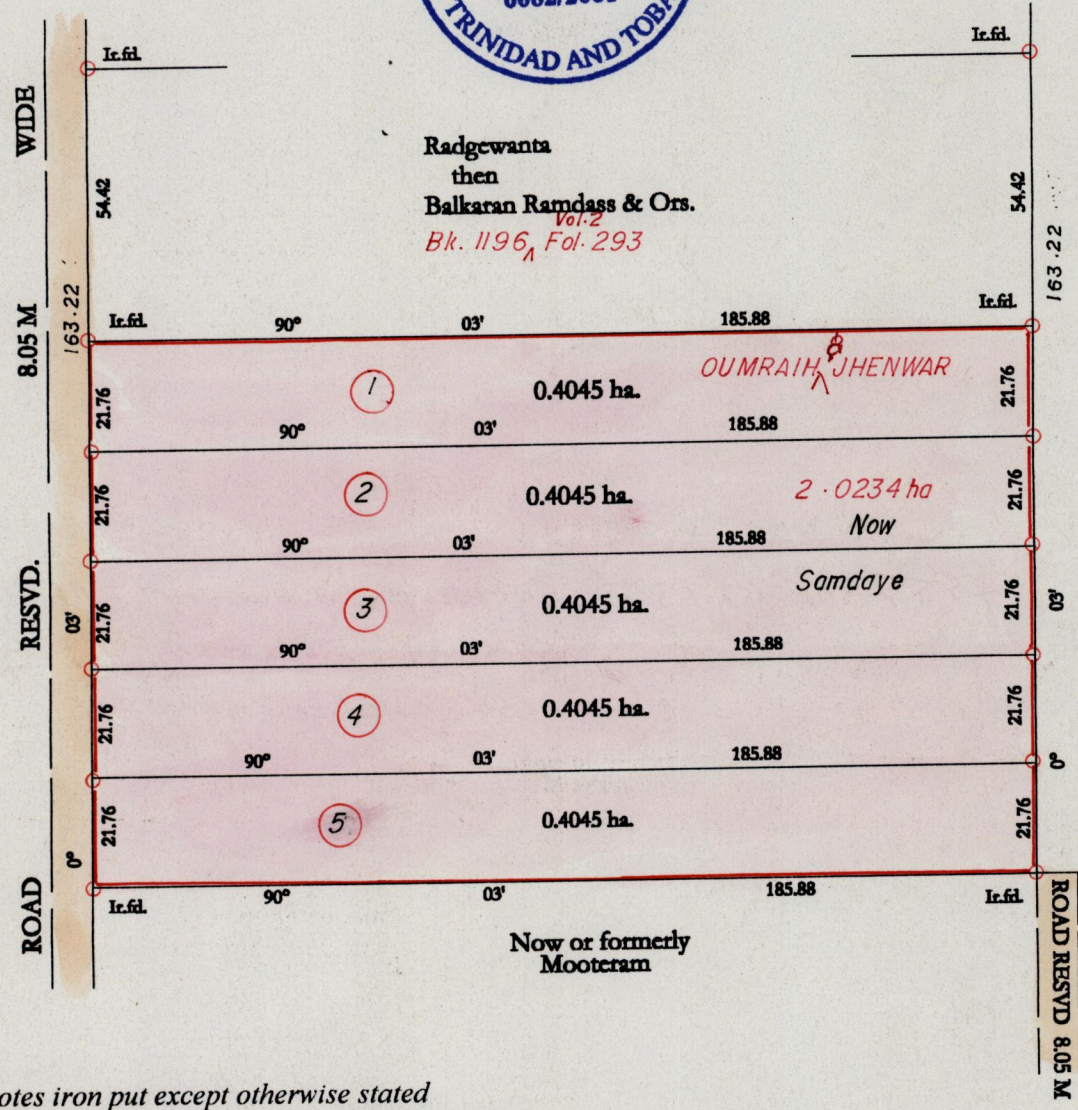 TRINIDAD AND TOBA
Ir.fd.
Ir.fd.
WIDE
54.42
Radgewanta
then
Balkaran Ramdass & Ors.
Vol.2
Bk. 1196 ^ Fol. 293
54.42
163.22
163.22
8.05 M
Ir.fd.
90° 03' 185.88
Ir.fd.
21.76
1
0.4045 ha.
&
OUMRAIH ^ JHENWAR
21.76
90° 03' 185.88
21.76
2
0.4045 ha.
2.0234 ha
Now
21.76
90° 03' 185.88
RESVD.
03'
21.76
3
0.4045 ha.
Samdaye
21.76
03'
90° 03' 185.88
21.76
4
0.4045 ha.
21.76
0°
90° 03' 185.88
21.76
5
0.4045 ha.
21.76
0°
ROAD
90° 03' 185.88
Ir.fd.
Ir.fd.
Now or formerly
Mooteram
ROAD RESVD 8.05 M
otes iron put except otherwise stated